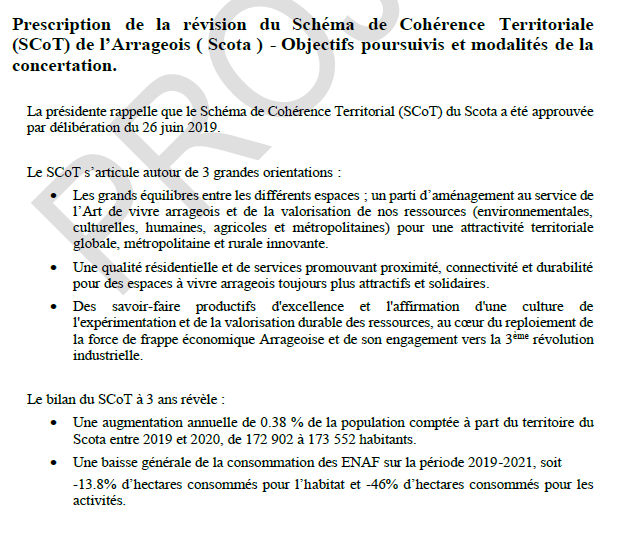 Prescription de la révision du Schéma de Cohérence Territoriale
(SCoT) de l'Arrageois ( Scota ) - Objectifs poursuivis et modalités de la
concertation.
La présidente rappelle que le Schéma de Cohérence Territorial (SCoT) du Scota a été approuvée
par délibération du 26 juin 2019.
Le SCoT s'articule autour de 3 grandes orientations :
• Les grands équilibres entre les différents espaces ; un parti d'aménagement au service de
l'Art de vivre arrageois et de la valorisation de nos ressources (environnementales,
culturelles, humaines, agricoles et métropolitaines) pour une attractivité territoriale
globale, métropolitaine et rurale innovante.
• Une qualité résidentielle et de services promouvant proximité, connectivité et durabilité
pour des espaces à vivre arrageois toujours plus attractifs et solidaires.
• Des savoir-faire productifs d'excellence et l'affirmation d'une culture de
l'expérimentation et de la valorisation durable des ressources, au cœur du reploiement de
la force de frappe économique Arrageoise et de son engagement vers la 3ème révolution
industrielle.
Le bilan du SCoT à 3 ans révèle :
• Une augmentation annuelle de 0.38 % de la population comptée à part du territoire du
Scota entre 2019 et 2020, de 172 902 à 173 552 habitants.
• Une baisse générale de la consommation des ENAF sur la période 2019-2021, soit
-13.8% d'hectares consommés pour l'habitat et -46% d'hectares consommés pour les
activités.
PROJ